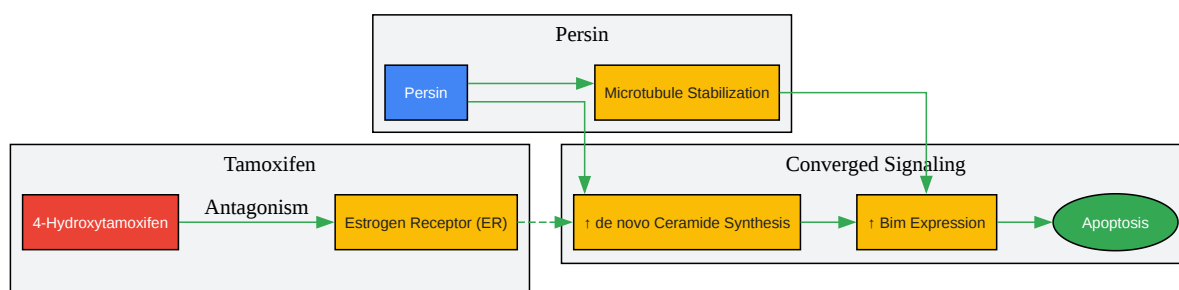 Persin
Persin
Microtubule Stabilization
Tamoxifen
Converged Signaling
4-Hydroxytamoxifen
Antagonism
Estrogen Receptor (ER)
↑ de novo Ceramide Synthesis
↑ Bim Expression
Apoptosis